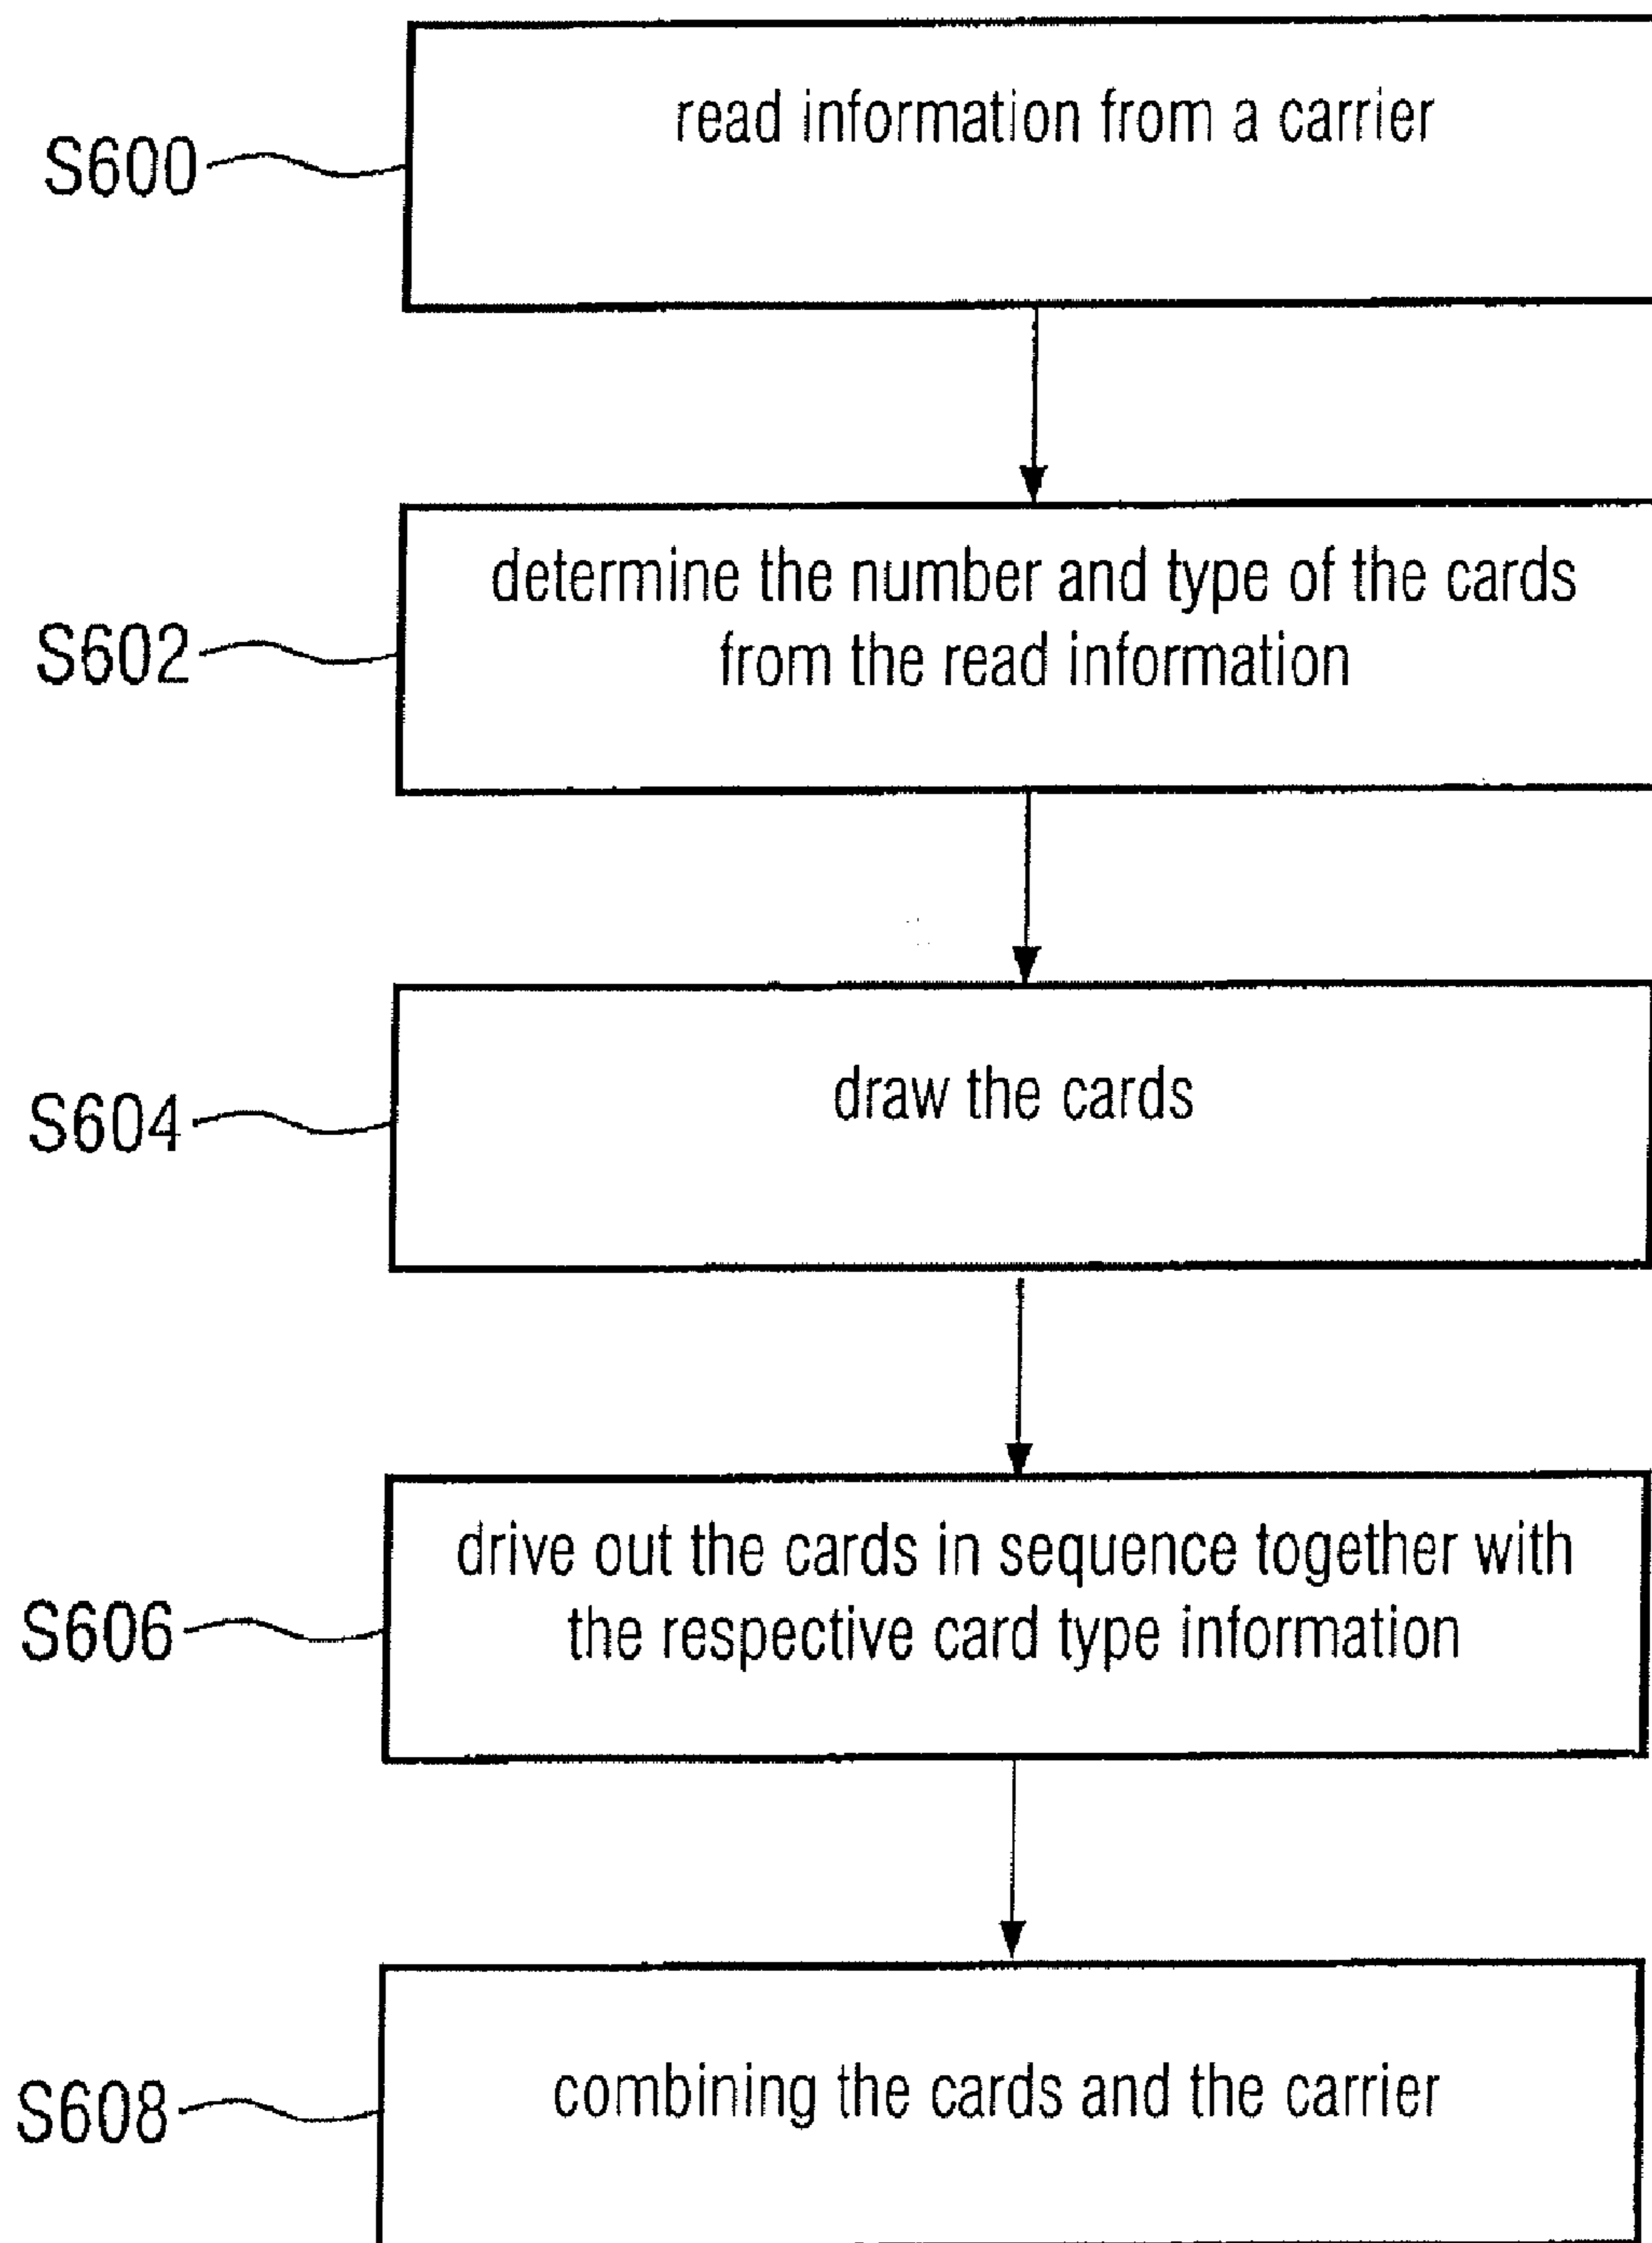 read information from a carrier
S600
determine the number and type of the cards
from the read information
S602
draw the cards
S604
drive out the cards in sequence together with
the respective card type information
S606
combining the cards and the carrier
S608